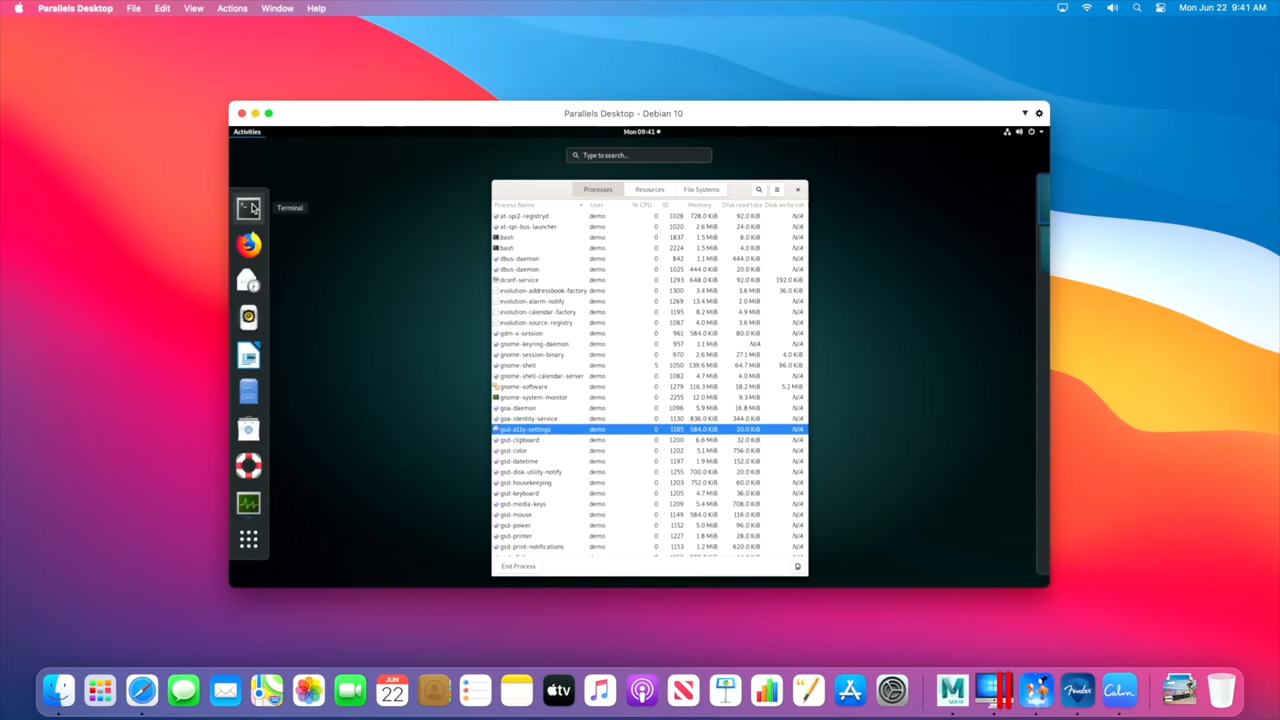 Parallels Desktop File Edit View Actions Window Help Mon Jun 22 9:41 AM
Parallels Desktop - Debian 10
Activities Mon 09:41
Type to search...
Processes Resources File Systems
Process Name User % CPU ID Memory Disk read tota Disk write tot
at-spi2-registryd demo 0 1028 728.0 KiB 92.0 KiB N/A
at-spi-bus-launcher demo 0 1020 2.6 MiB 24.0 KiB N/A
bash demo 0 1837 1.5 MiB 8.0 KiB N/A
bash demo 0 2224 1.5 MiB 4.0 KiB N/A
dbus-daemon demo 0 842 1.1 MiB 444.0 KiB N/A
dbus-daemon demo 0 1025 444.0 KiB 20.0 KiB N/A
dconf-service demo 0 1293 648.0 KiB 92.0 KiB 192.0 KiB
evolution-addressbook-factory demo 0 1300 3.4 MiB 3.6 MiB 36.0 KiB
evolution-alarm-notify demo 0 1269 13.4 MiB 2.0 MiB N/A
evolution-calendar-factory demo 0 1195 8.2 MiB 4.9 MiB N/A
evolution-source-registry demo 0 1087 4.0 MiB 3.6 MiB N/A
gdm-x-session demo 0 961 584.0 KiB 80.0 KiB N/A
gnome-keyring-daemon demo 0 957 1.1 MiB N/A N/A
gnome-session-binary demo 0 970 2.6 MiB 27.1 MiB 4.0 KiB
gnome-shell demo 5 1050 139.6 MiB 64.7 MiB 96.0 KiB
gnome-shell-calendar-server demo 0 1082 4.7 MiB 4.0 MiB N/A
gnome-software demo 0 1279 116.3 MiB 18.2 MiB 5.2 MiB
gnome-system-monitor demo 0 2255 12.0 MiB 9.3 MiB N/A
goa-daemon demo 0 1096 5.9 MiB 16.8 MiB N/A
goa-identity-service demo 0 1130 836.0 KiB 344.0 KiB N/A
gsd-a11y-settings demo 0 1185 584.0 KiB 20.0 KiB N/A
gsd-clipboard demo 0 1200 6.6 MiB 32.0 KiB N/A
gsd-color demo 0 1202 5.1 MiB 756.0 KiB N/A
gsd-datetime demo 0 1197 1.9 MiB 152.0 KiB N/A
gsd-disk-utility-notify demo 0 1255 700.0 KiB 0.0 KiB N/A
gsd-housekeeping demo 0 1203 752.0 KiB 60.0 KiB N/A
gsd-keyboard demo 0 1205 4.7 MiB 36.0 KiB N/A
gsd-media-keys demo 0 1209 5.4 MiB 708.0 KiB N/A
gsd-mouse demo 0 1149 584.0 KiB 116.0 KiB N/A
gsd-power demo 0 1152 5.0 MiB 96.0 KiB N/A
gsd-printer demo 0 1227 1.8 MiB 28.0 KiB N/A
gsd-print-notifications demo 0 1153 1.2 MiB 620.0 KiB N/A
End Process
Terminal
JUN
22
tv
MAYA
Fender
Calm